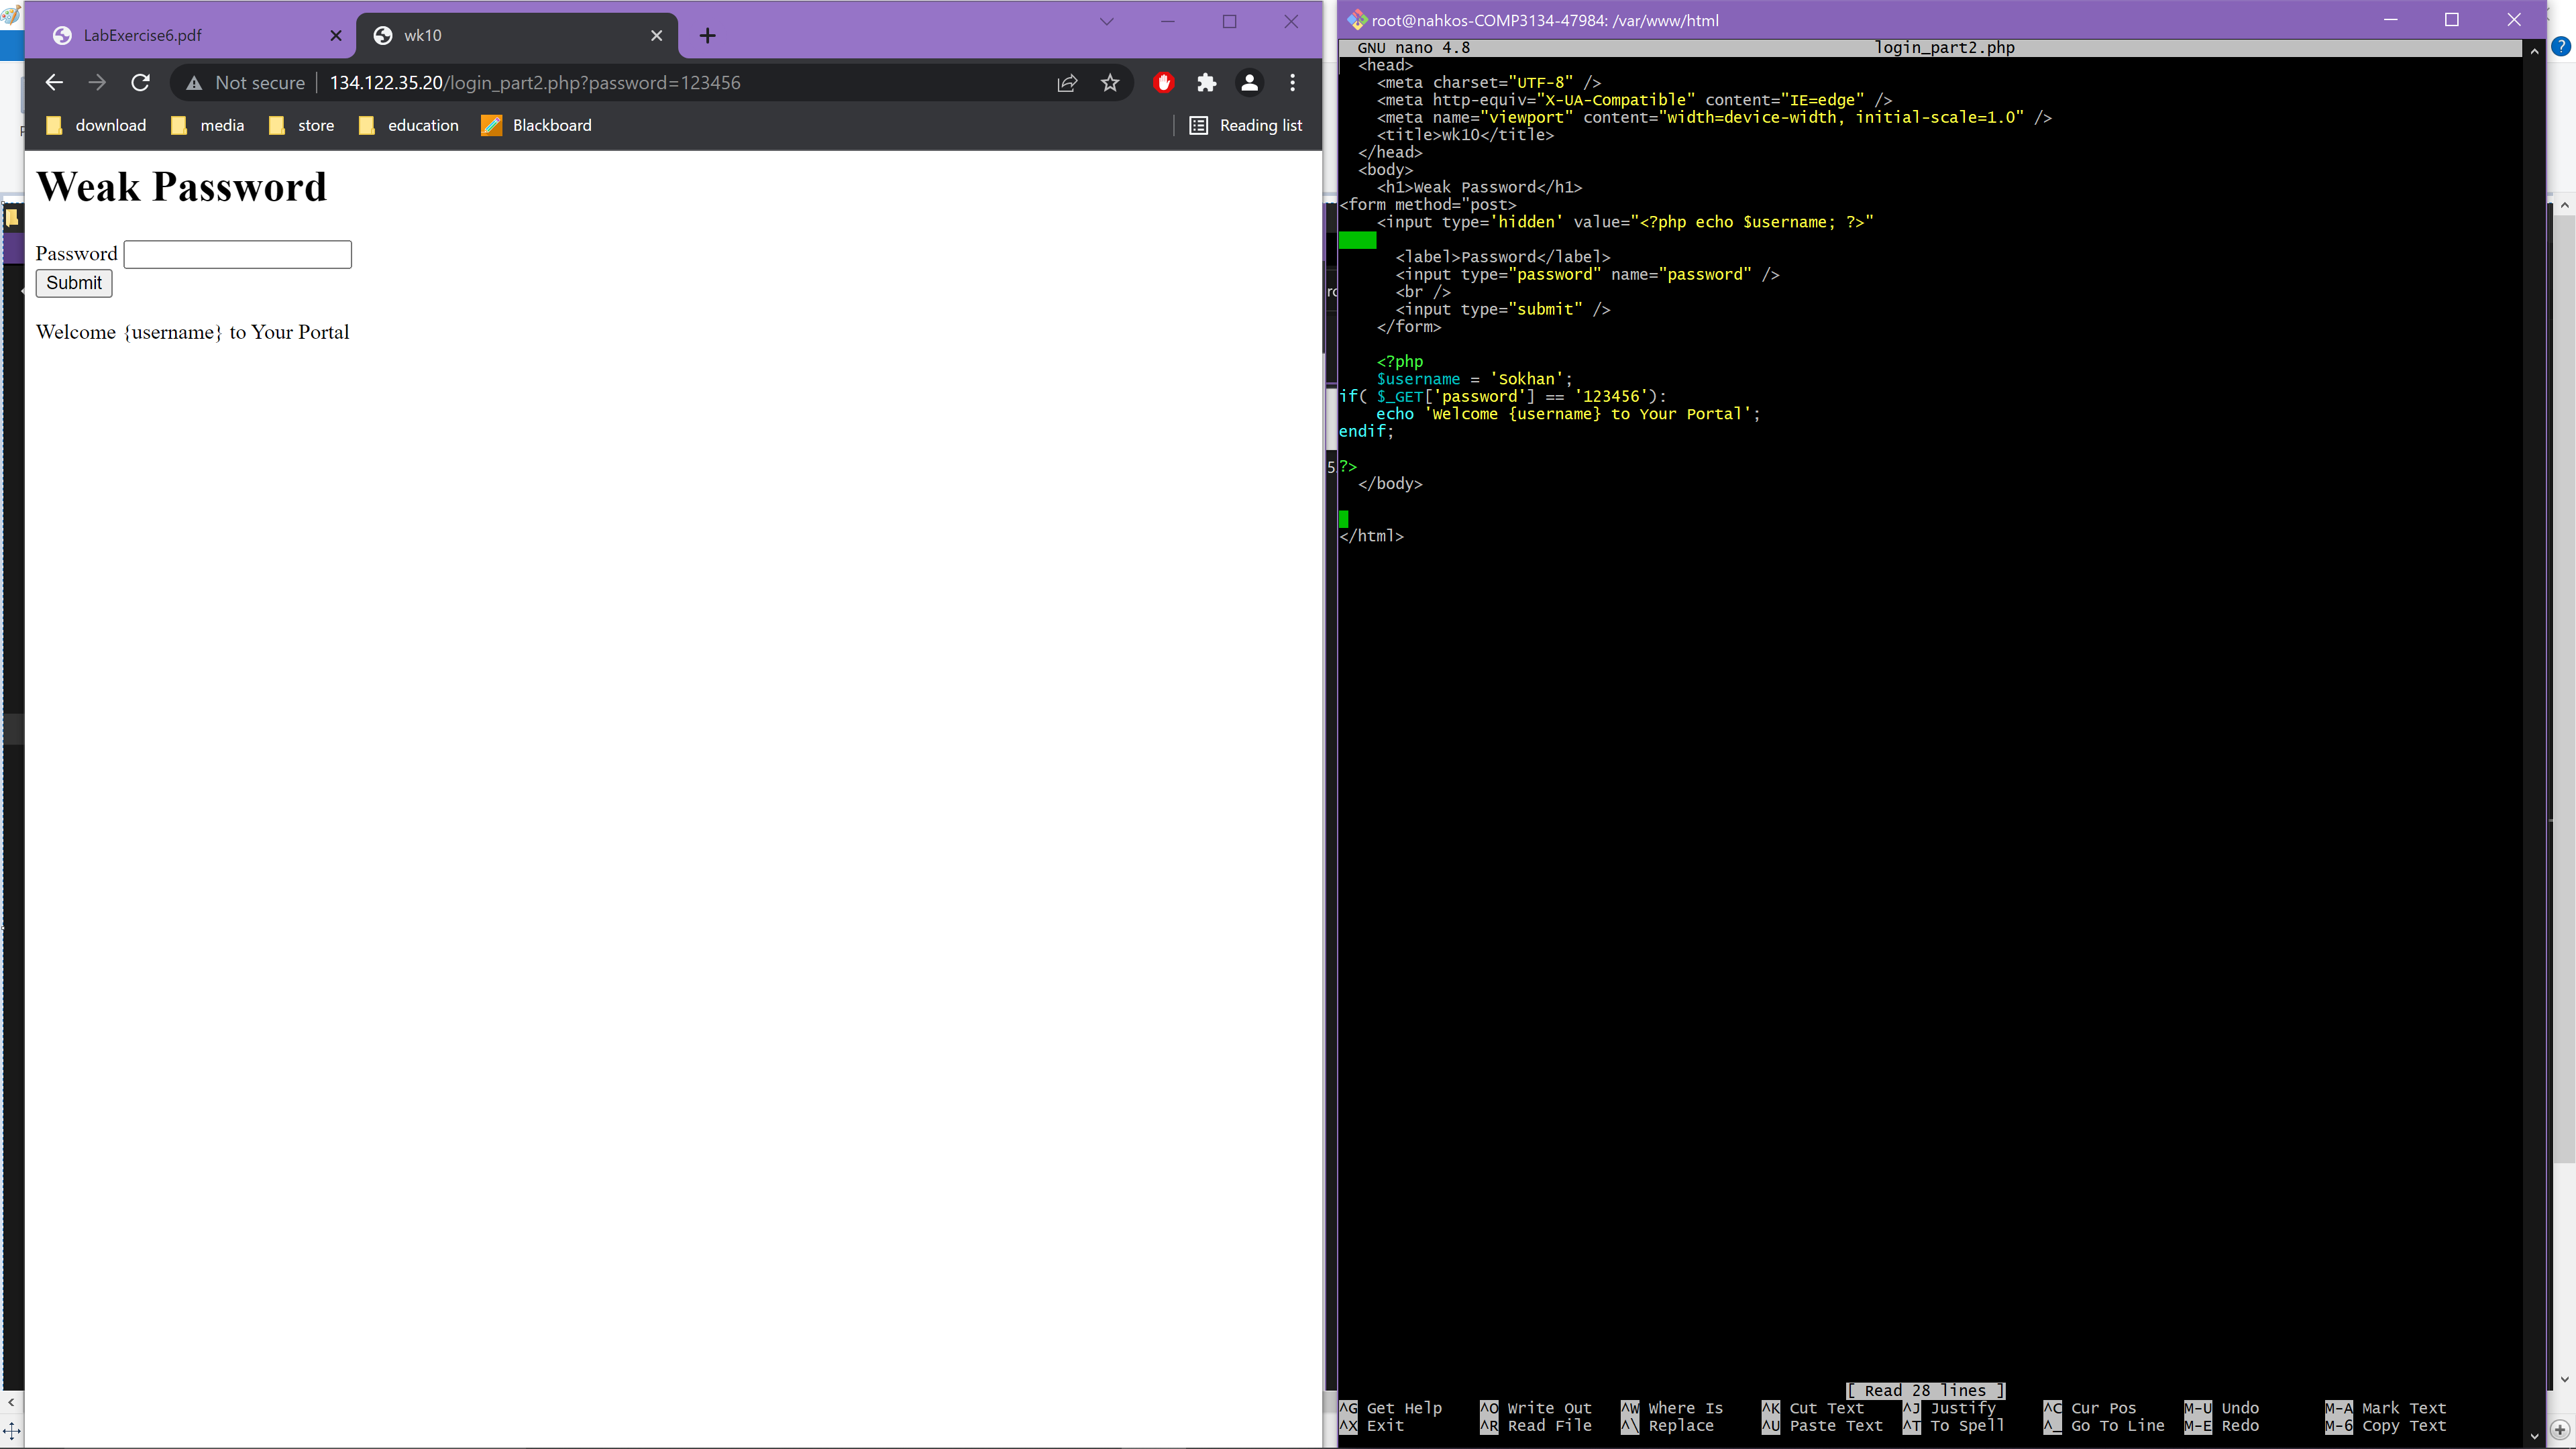 LabExercise6.pdf
wk10
Not secure
134.122.35.20/login_part2.php?password=123456
download
media
store
education
Blackboard
Reading list
Weak Password
Password
Submit
Welcome {username} to Your Portal
root@nahkos-COMP3134-47984: /var/www/html
GNU nano 4.8 login_part2.php
<head>
<meta charset="UTF-8" />
<meta http-equiv="X-UA-Compatible" content="IE=edge" />
<meta name="viewport" content="width=device-width, initial-scale=1.0" />
<title>wk10</title>
</head>
<body>
<h1>Weak Password</h1>
<form method="post>
<input type='hidden' value="<?php echo $username; ?>"
<label>Password</label>
<input type="password" name="password" />
<br />
<input type="submit" />
</form>
<?php
$username = 'Sokhan';
if( $_GET['password'] == '123456'):
echo 'Welcome {username} to Your Portal';
endif;
?>
</body>
</html>
[ Read 28 lines ]
^G Get Help ^O Write Out ^W Where Is ^K Cut Text ^J Justify ^C Cur Pos M-U Undo M-A Mark Text
^X Exit ^R Read File ^\ Replace ^U Paste Text ^T To Spell ^_ Go To Line M-E Redo M-6 Copy Text